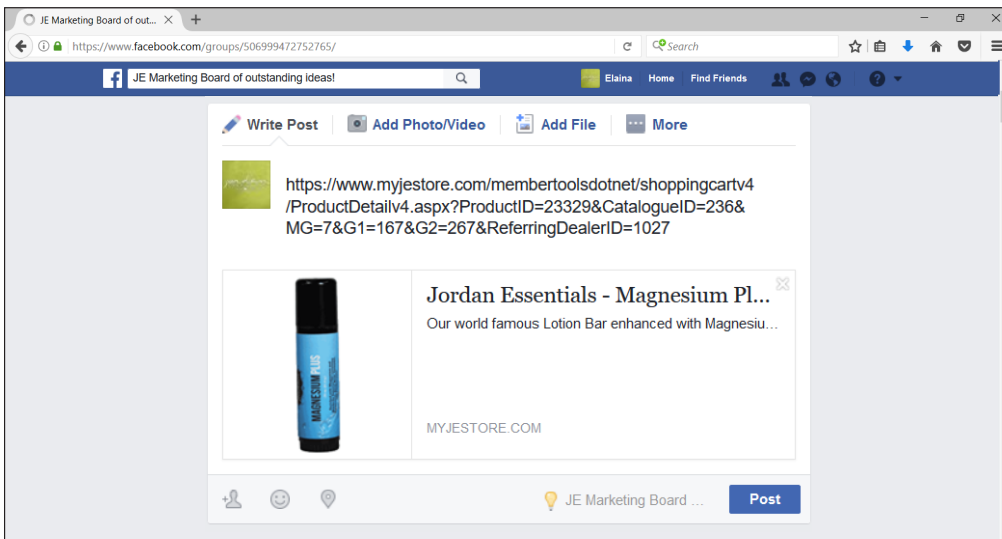 JE Marketing Board of out...
https://www.facebook.com/groups/506999472752765/
Search
JE Marketing Board of outstanding ideas!
Elaina Home Find Friends
Write Post Add Photo/Video Add File More
https://www.myjestore.com/membertoolsdotnet/shoppingcartv4
/ProductDetailv4.aspx?ProductID=23329&CatalogueID=236&
MG=7&G1=167&G2=267&ReferringDealerID=1027
Jordan Essentials - Magnesium Pl...
Our world famous Lotion Bar enhanced with Magnesiu...
MAGNESIUM PLUS
MYJESTORE.COM
JE Marketing Board ...
Post